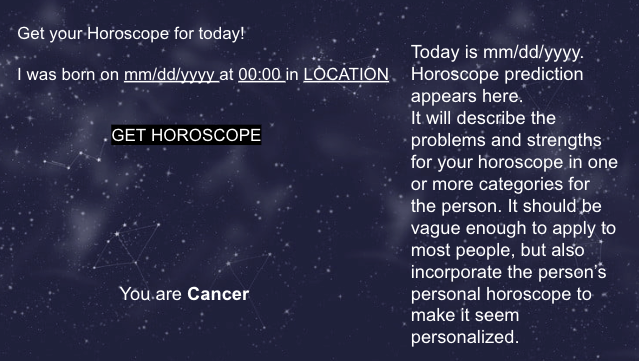 Get your Horoscope for today!
I was born on mm/dd/yyyy at 00:00 in LOCATION
GET HOROSCOPE
You are Cancer
Today is mm/dd/yyyy.
Horoscope prediction
appears here.
It will describe the
problems and strengths
for your horoscope in one
or more categories for
the person. It should be
vague enough to apply to
most people, but also
incorporate the person’s
personal horoscope to
make it seem
personalized.